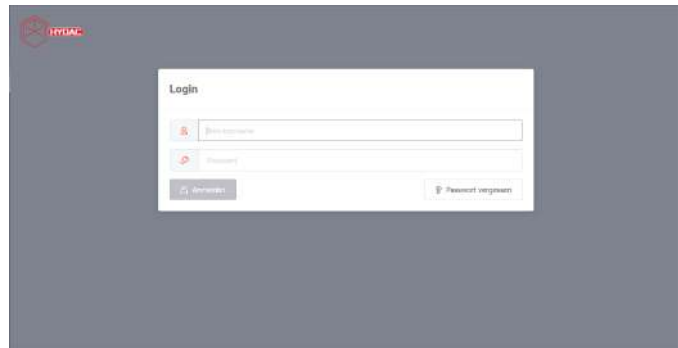 HYDAC
Login
Benutzername
Passwort
Anmelden
Passwort vergessen